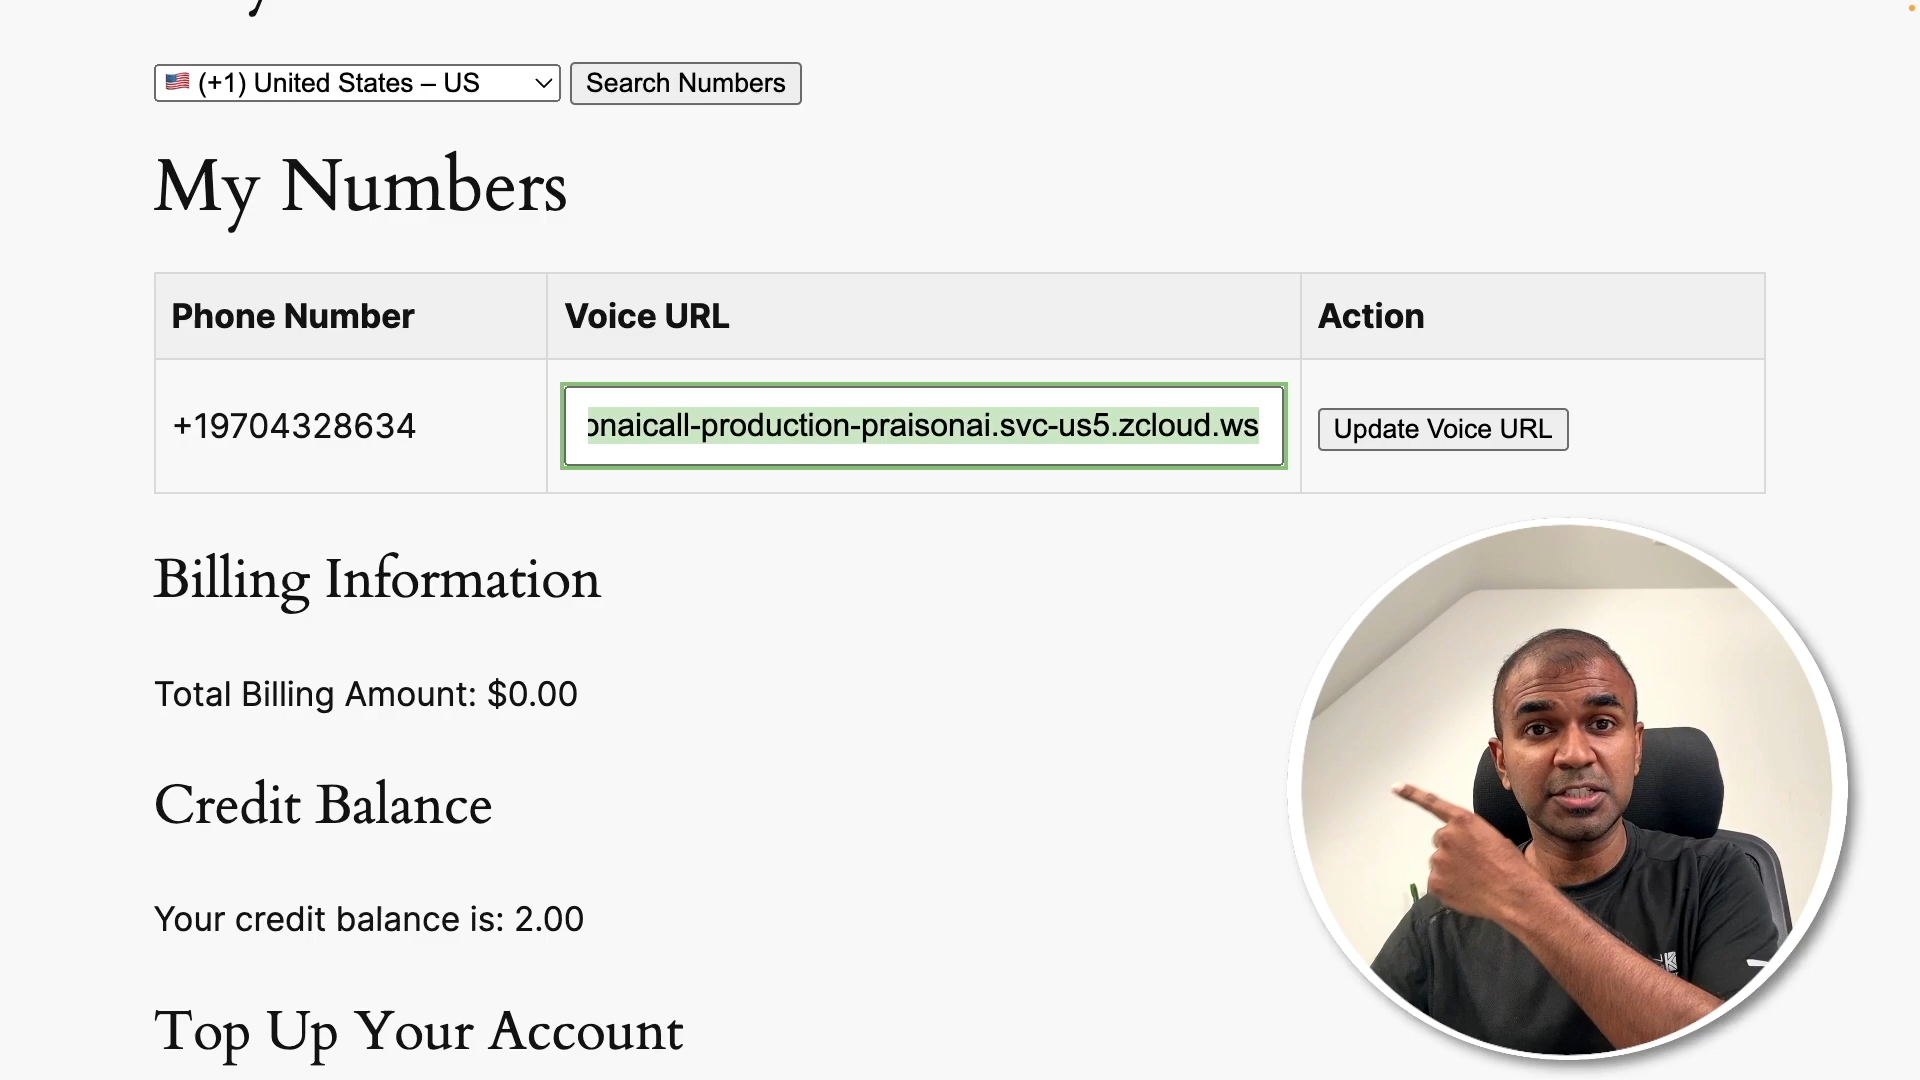 (+1) United States – US
Search Numbers
My Numbers
Phone Number
Voice URL
Action
+19704328634
onaicall-production-praisonai.svc-us5.zcloud.ws
Update Voice URL
Billing Information
Total Billing Amount: $0.00
Credit Balance
Your credit balance is: 2.00
Top Up Your Account